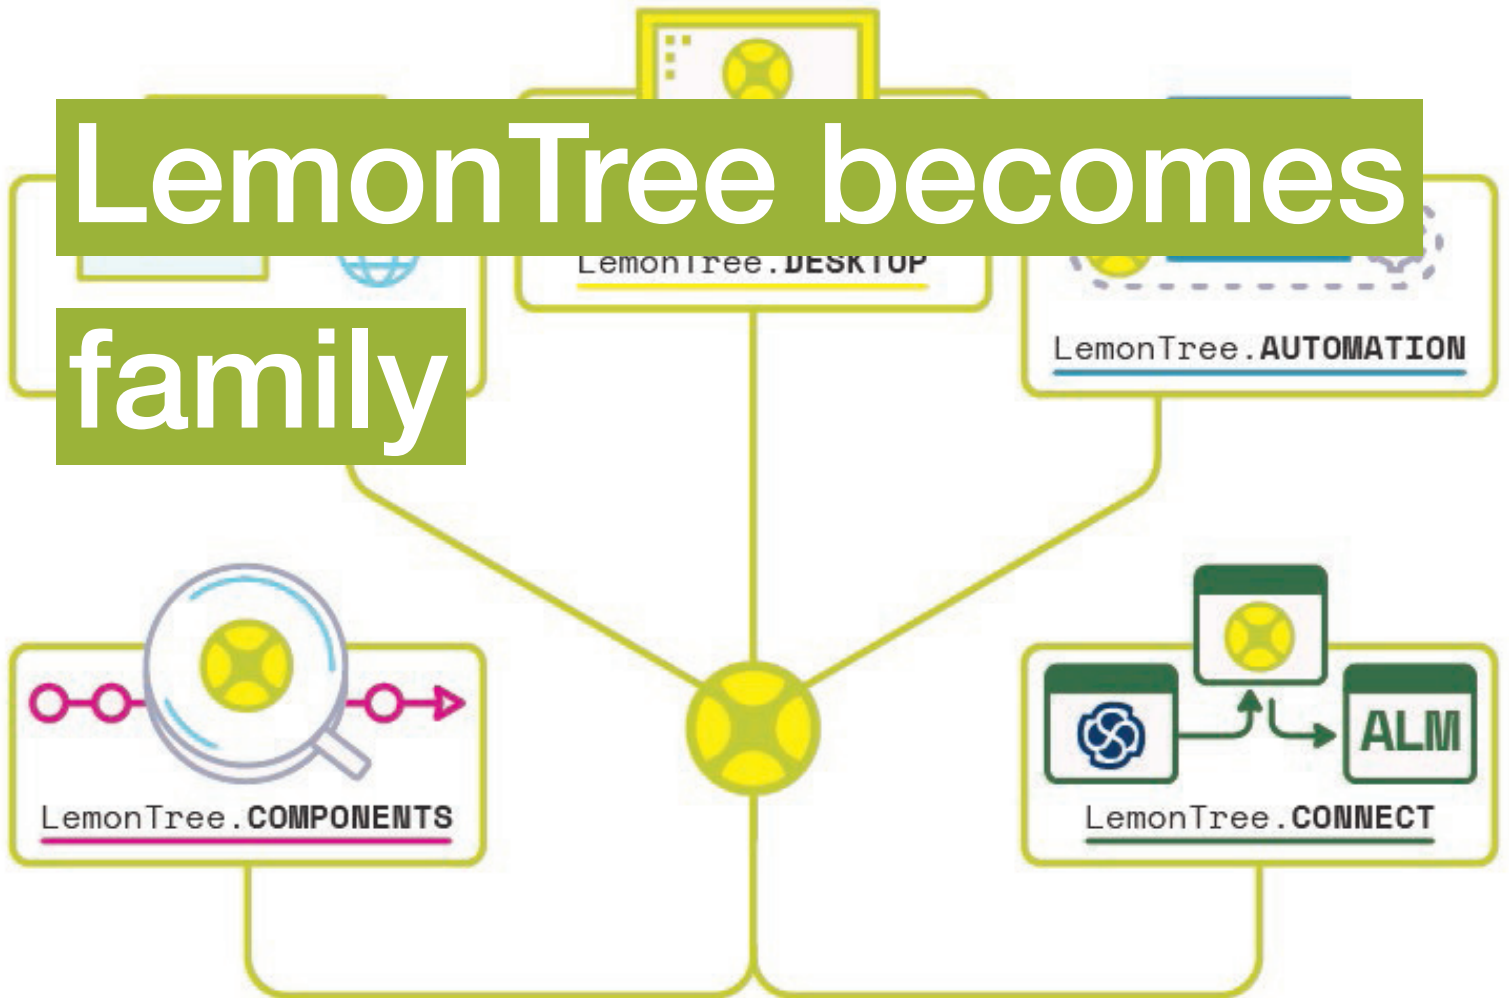 LemonTree becomes
family
LemonTree.DESKTOP
LemonTree.AUTOMATION
ALM
LemonTree.COMPONENTS
LemonTree.CONNECT